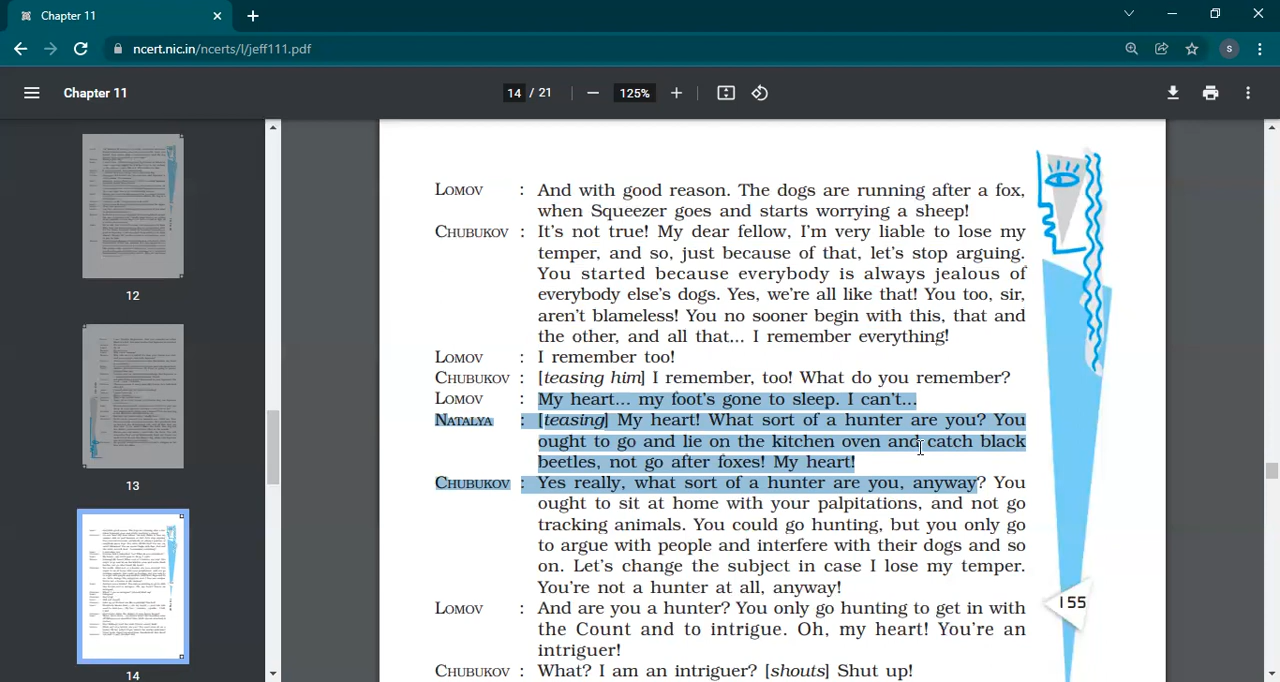 Chapter 11
ncert.nic.in/ncerts/l/jeff111.pdf
S
Chapter 11
14 / 21
125%
12
13
14
LOMOV : And with good reason. The dogs are running after a fox,
when Squeezer goes and starts worrying a sheep!
CHUBUKOV : It's not true! My dear fellow, I'm very liable to lose my
temper, and so, just because of that, let's stop arguing.
You started because everybody is always jealous of
everybody else's dogs. Yes, we're all like that! You too, sir,
aren't blameless! You no sooner begin with this, that and
the other, and all that... I remember everything!
LOMOV : I remember too!
CHUBUKOV : [teasing him] I remember, too! What do you remember?
LOMOV : My heart... my foot's gone to sleep. I can't...
NATALYA : [teasing] My heart! What sort of a hunter are you? You
ought to go and lie on the kitchen oven and catch black
beetles, not go after foxes! My heart!
CHUBUKOV : Yes really, what sort of a hunter are you, anyway? You
ought to sit at home with your palpitations, and not go
tracking animals. You could go hunting, but you only go
to argue with people and interfere with their dogs and so
on. Let's change the subject in case I lose my temper.
You're not a hunter at all, anyway!
LOMOV : And are you a hunter? You only go hunting to get in with
the Count and to intrigue. Oh, my heart! You're an
intriguer!
CHUBUKOV : What? I am an intriguer? [shouts] Shut up!
155